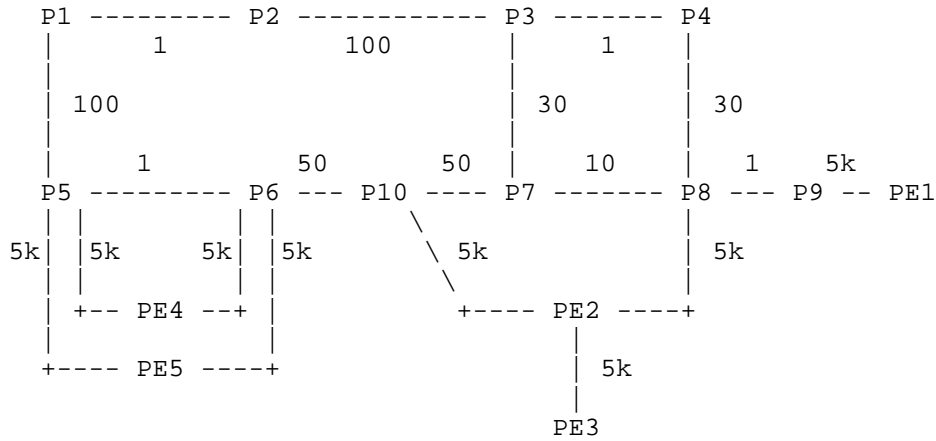 P1 --------- P2 ------------ P3 ------- P4
1 100 1
100 30 30
1 50 50 10 1 5k
P5 --------- P6 --- P10 ---- P7 ------- P8 --- P9 -- PE1
5k 5k 5k 5k 5k 5k
+-- PE4 --+ +---- PE2 ----+
+---- PE5 ----+
5k
PE3